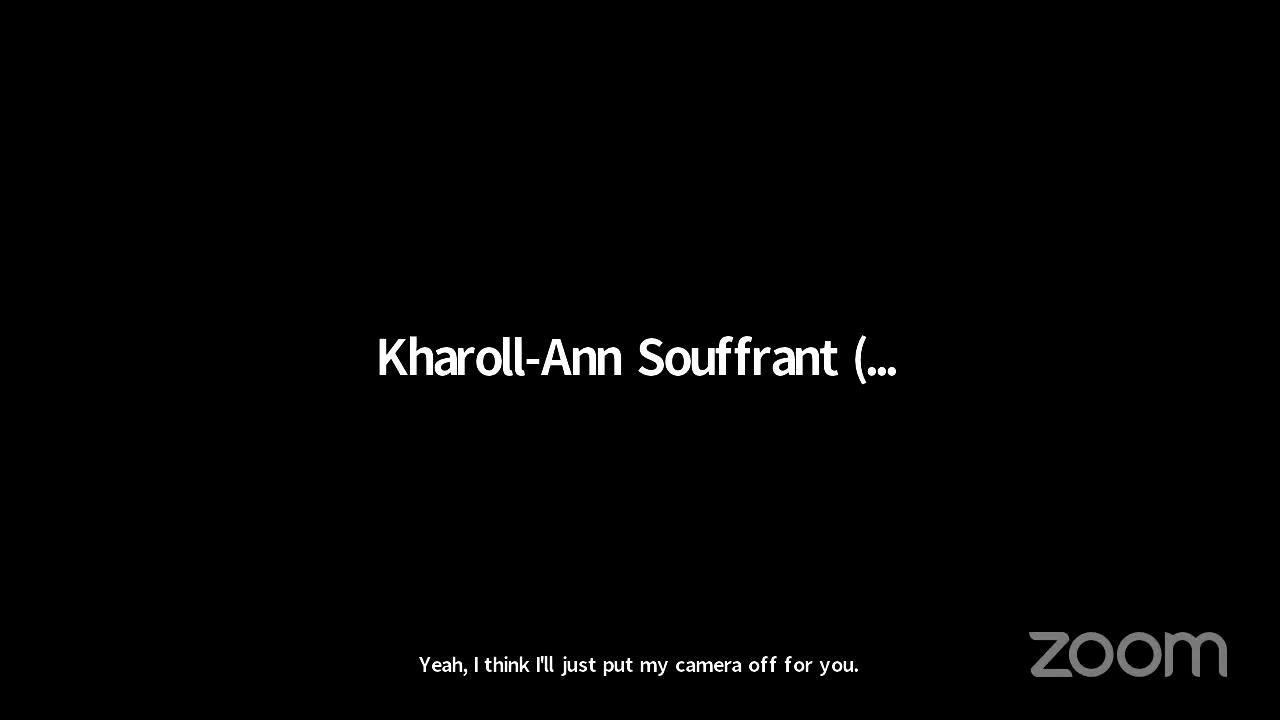 Kharoll-Ann Souffrant (...
Yeah, I think I'll just put my camera off for you.
zoom